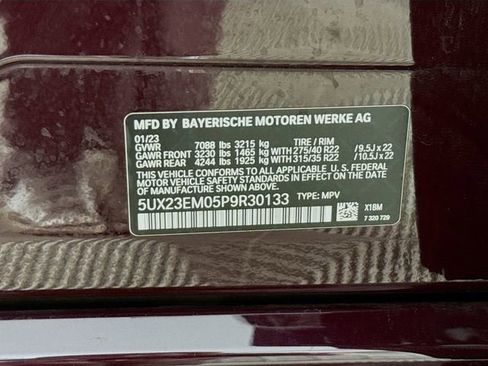 MFD BY BAYERISCHE MOTOREN WERKE AG
01/23 TIRE / RIM
GVWR 7088 lbs 3215 kg
GAWR FRONT 3230 lbs 1465 kg WITH 275/40 R22 / 9.5J x 22
GAWR REAR 4244 lbs 1925 kg WITH 315/35 R22 / 10.5J x 22
THIS VEHICLE CONFORMS TO ALL APPLICABLE U. S. FEDERAL
MOTOR VEHICLE SAFETY STANDARDS IN EFFECT ON THE
DATE OF MANUFACTURE SHOWN ABOVE.
5UX23EM05P9R30133 TYPE: MPV
X18M
7 320 729